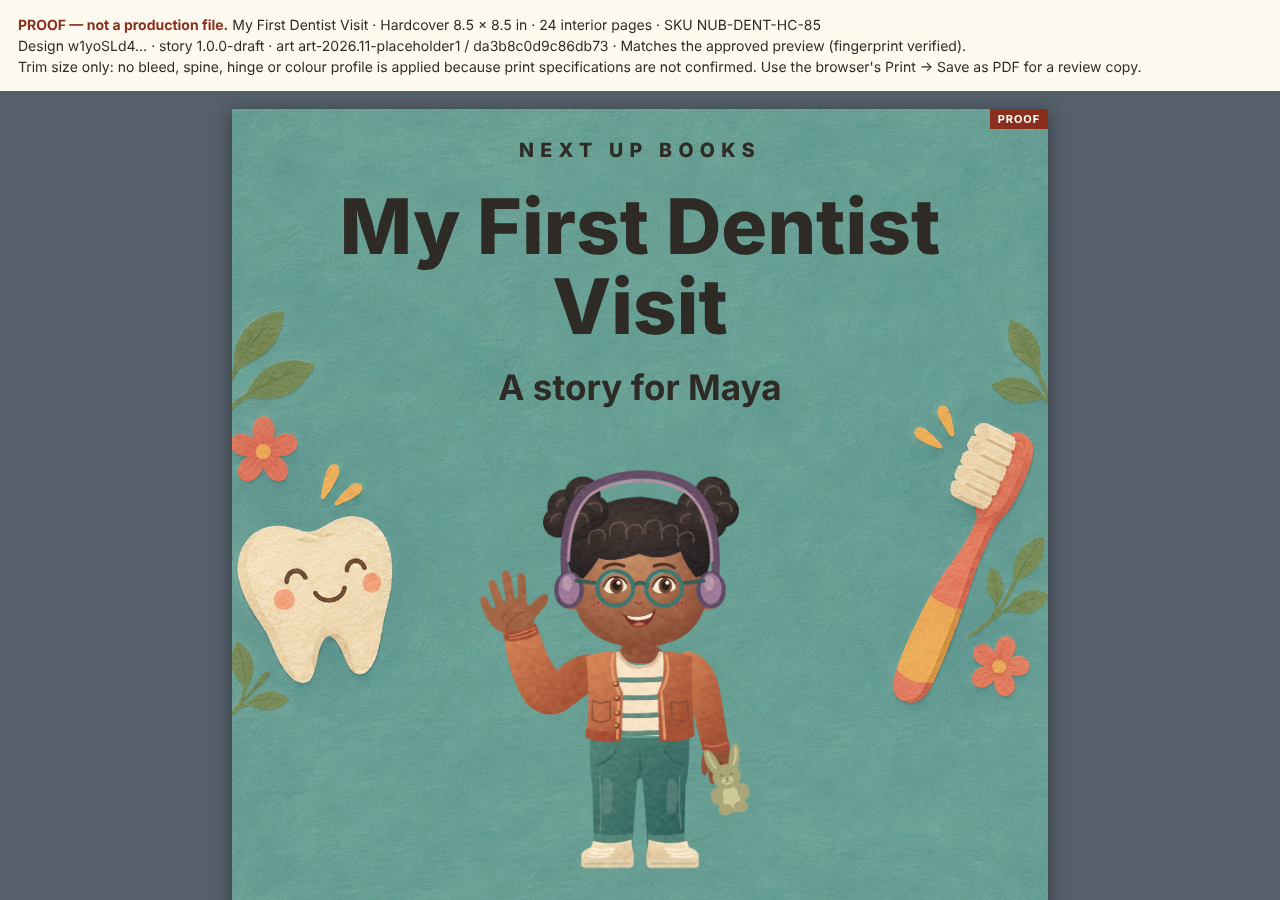 PROOF — not a production file. My First Dentist Visit · Hardcover 8.5 × 8.5 in · 24 interior pages · SKU NUB-DENT-HC-85
Design w1yoSLd4… · story 1.0.0-draft · art art-2026.11-placeholder1 / da3b8c0d9c86db73 · Matches the approved preview (fingerprint verified).
Trim size only: no bleed, spine, hinge or colour profile is applied because print specifications are not confirmed. Use the browser's Print → Save as PDF for a review copy.
PROOF
NEXT UP BOOKS
My First Dentist
Visit
A story for Maya